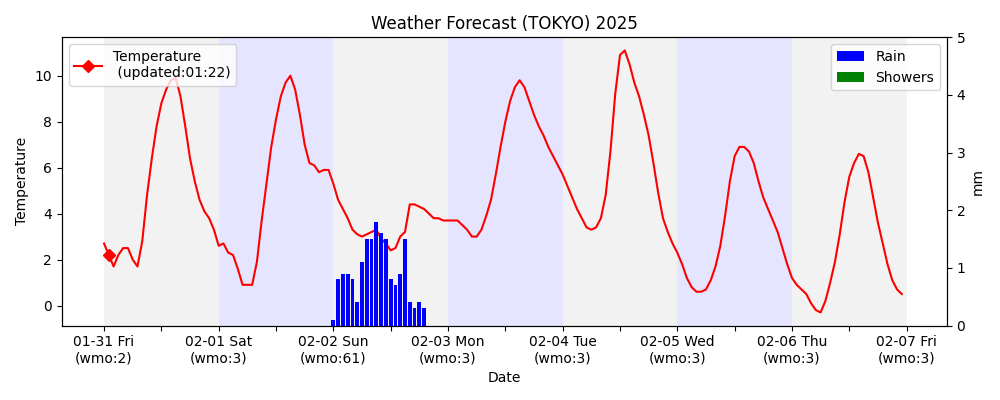 Weather Forecast (TOKYO) 2025
Temperature
(updated:01:22)
Rain
Showers
Temperature
10
8
6
4
2
0
5
4
3
2
1
0
mm
01-31 Fri
(wmo:2)
02-01 Sat
(wmo:3)
02-02 Sun
(wmo:61)
02-03 Mon
(wmo:3)
02-04 Tue
(wmo:3)
02-05 Wed
(wmo:3)
02-06 Thu
(wmo:3)
02-07 Fri
(wmo:3)
Date